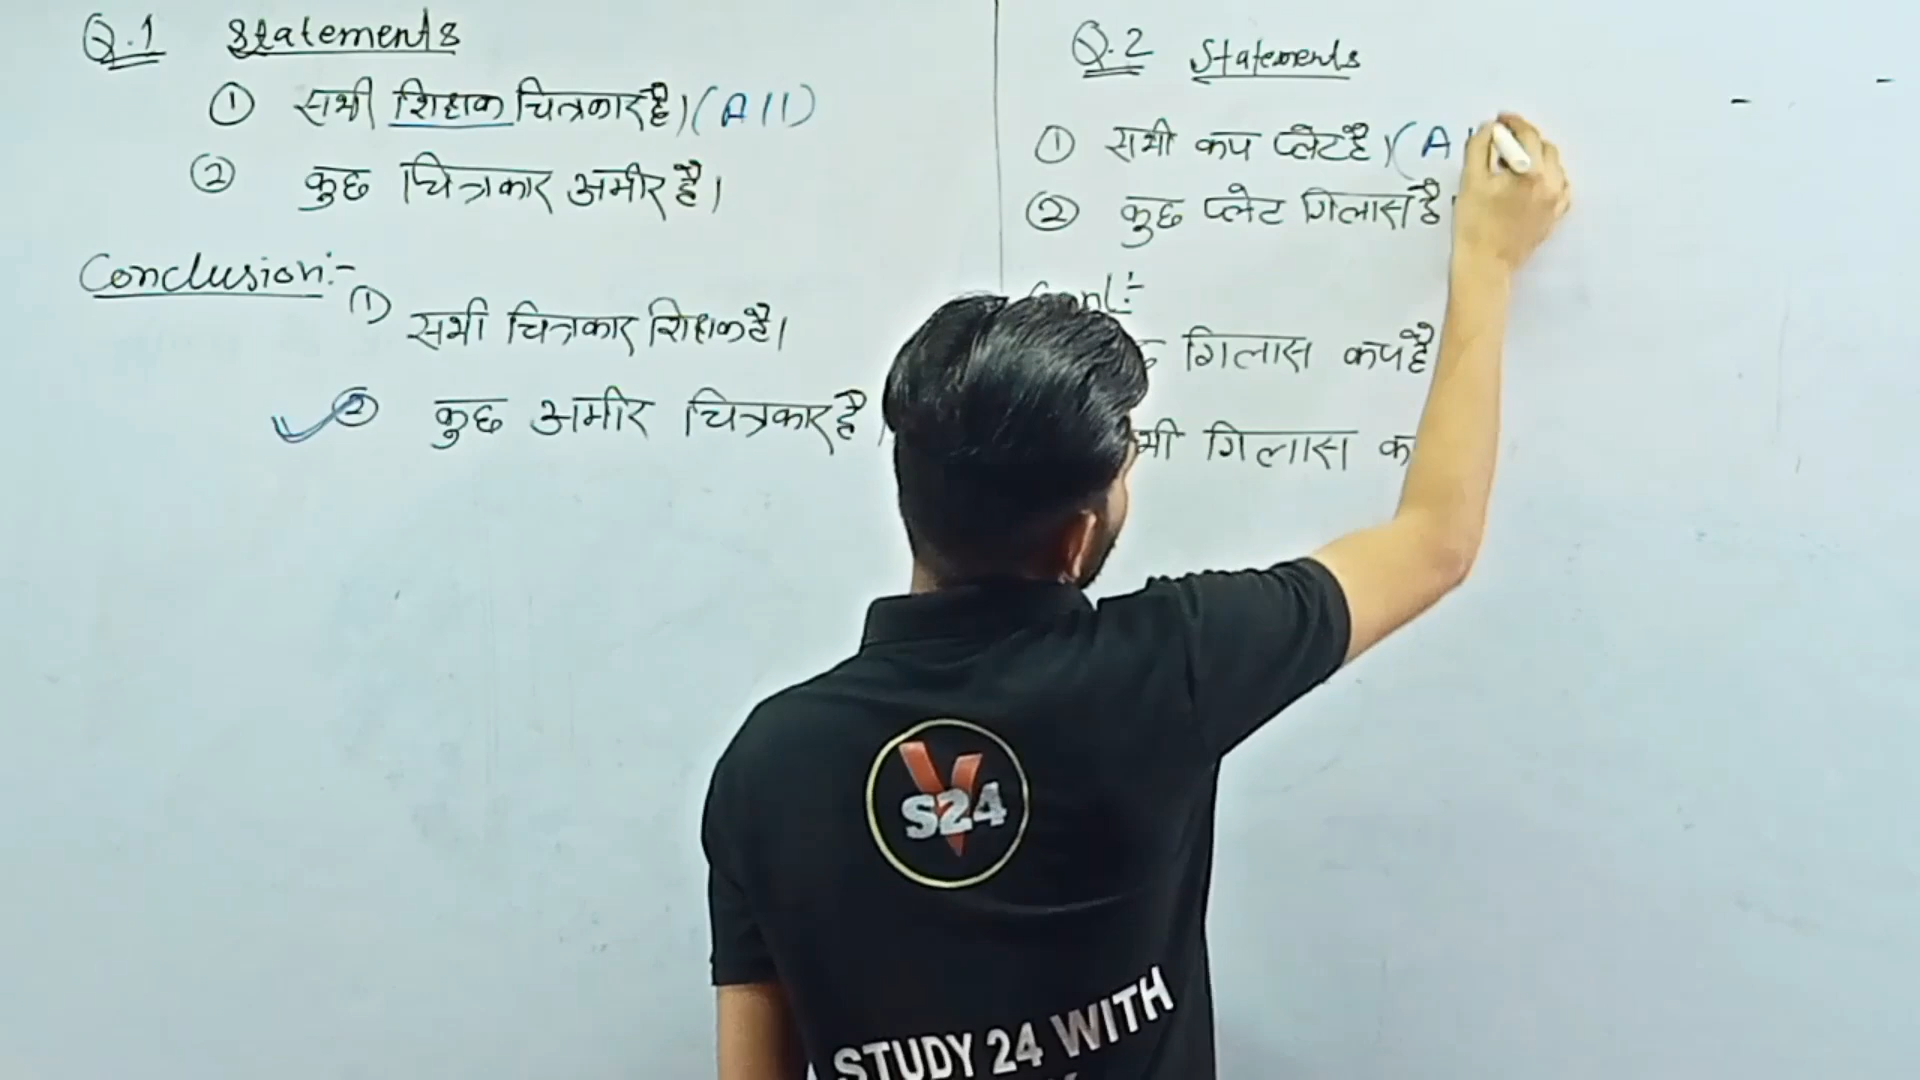 Q.1 Statements
① सभी शिक्षक चित्रकार है। (All)
② कुछ चित्रकार अमीर है।
Conclusion:-
① सभी चित्रकार शिक्षक है।
② कुछ अमीर चित्रकार है।
Q.2 Statements
① सभी कप प्लेट है। (A
② कुछ प्लेट गिलास है
गिलास कप है
गिलास
VS24
STUDY 24 WITH